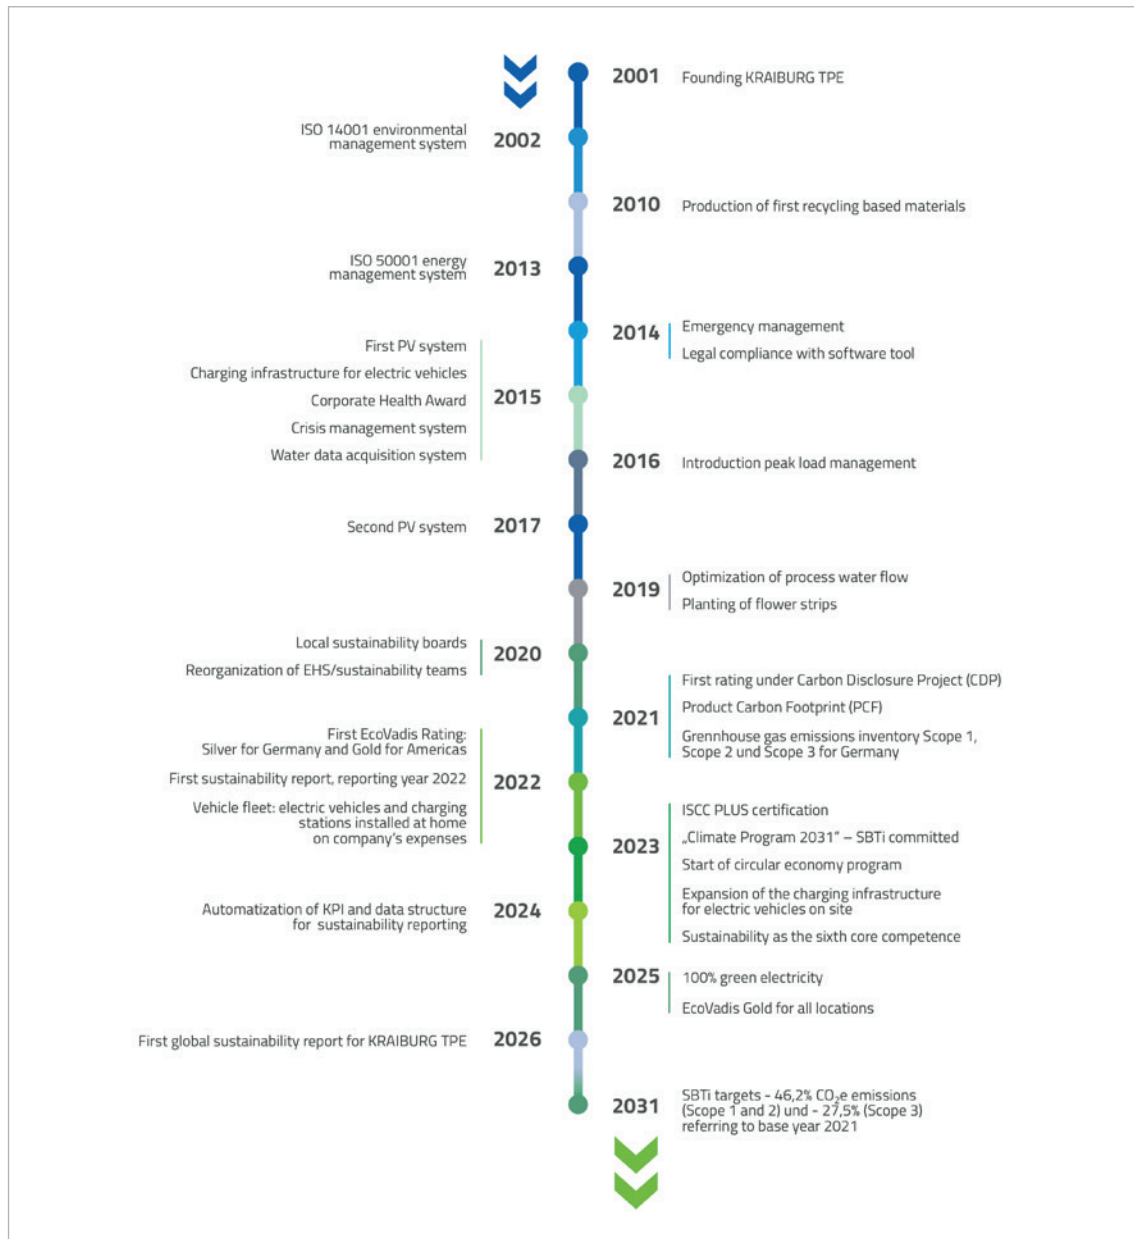 2001
Founding KRAIBURG TPE
ISO 14001 environmental
management system
2002
2010
Production of first recycling based materials
ISO 50001 energy
management system
2013
2014
Emergency management
Legal compliance with software tool
First PV system
Charging infrastructure for electric vehicles
Corporate Health Award
Crisis management system
Water data acquisition system
2015
2016
Introduction peak load management
Second PV system
2017
2019
Optimization of process water flow
Planting of flower strips
Local sustainability boards
Reorganization of EHS/sustainability teams
2020
2021
First rating under Carbon Disclosure Project (CDP)
Product Carbon Footprint (PCF)
Grennhouse gas emissions inventory Scope 1,
Scope 2 und Scope 3 for Germany
First EcoVadis Rating:
Silver for Germany and Gold for Americas
First sustainability report, reporting year 2022
Vehicle fleet: electric vehicles and charging
stations installed at home
on company's expenses
2022
2023
ISCC PLUS certification
„Climate Program 2031“ – SBTi committed
Start of circular economy program
Expansion of the charging infrastructure
for electric vehicles on site
Sustainability as the sixth core competence
Automatization of KPI and data structure
for sustainability reporting
2024
2025
100% green electricity
EcoVadis Gold for all locations
First global sustainability report for KRAIBURG TPE
2026
2031
SBTi targets - 46,2% CO₂e emissions
(Scope 1 and 2) und - 27,5% (Scope 3)
referring to base year 2021